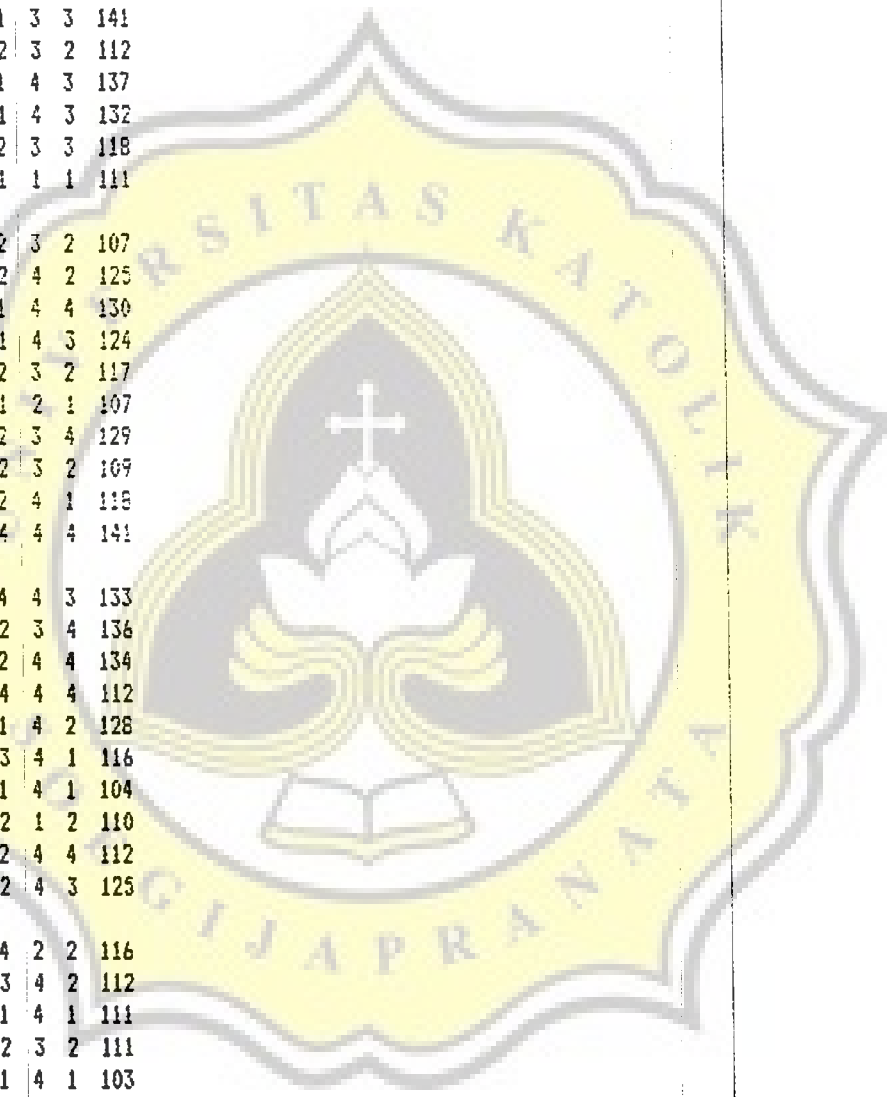 1 3 3 141
2 3 2 112
1 4 3 137
1 4 3 132
2 3 3 118
1 1 1 111
2 3 2 107
2 4 2 125
1 4 4 130
1 4 3 124
2 3 2 117
1 2 1 107
2 3 4 129
2 3 2 109
2 4 1 118
4 4 4 141
4 4 3 133
2 3 4 136
2 4 4 134
4 4 4 112
1 4 2 128
3 4 1 116
1 4 1 104
2 1 2 110
2 4 4 112
2 4 3 125
4 2 2 116
3 4 2 112
1 4 1 111
2 3 2 111
1 4 1 103
UNIVERSITAS KATOLIK
SOEGIJAPRANATA